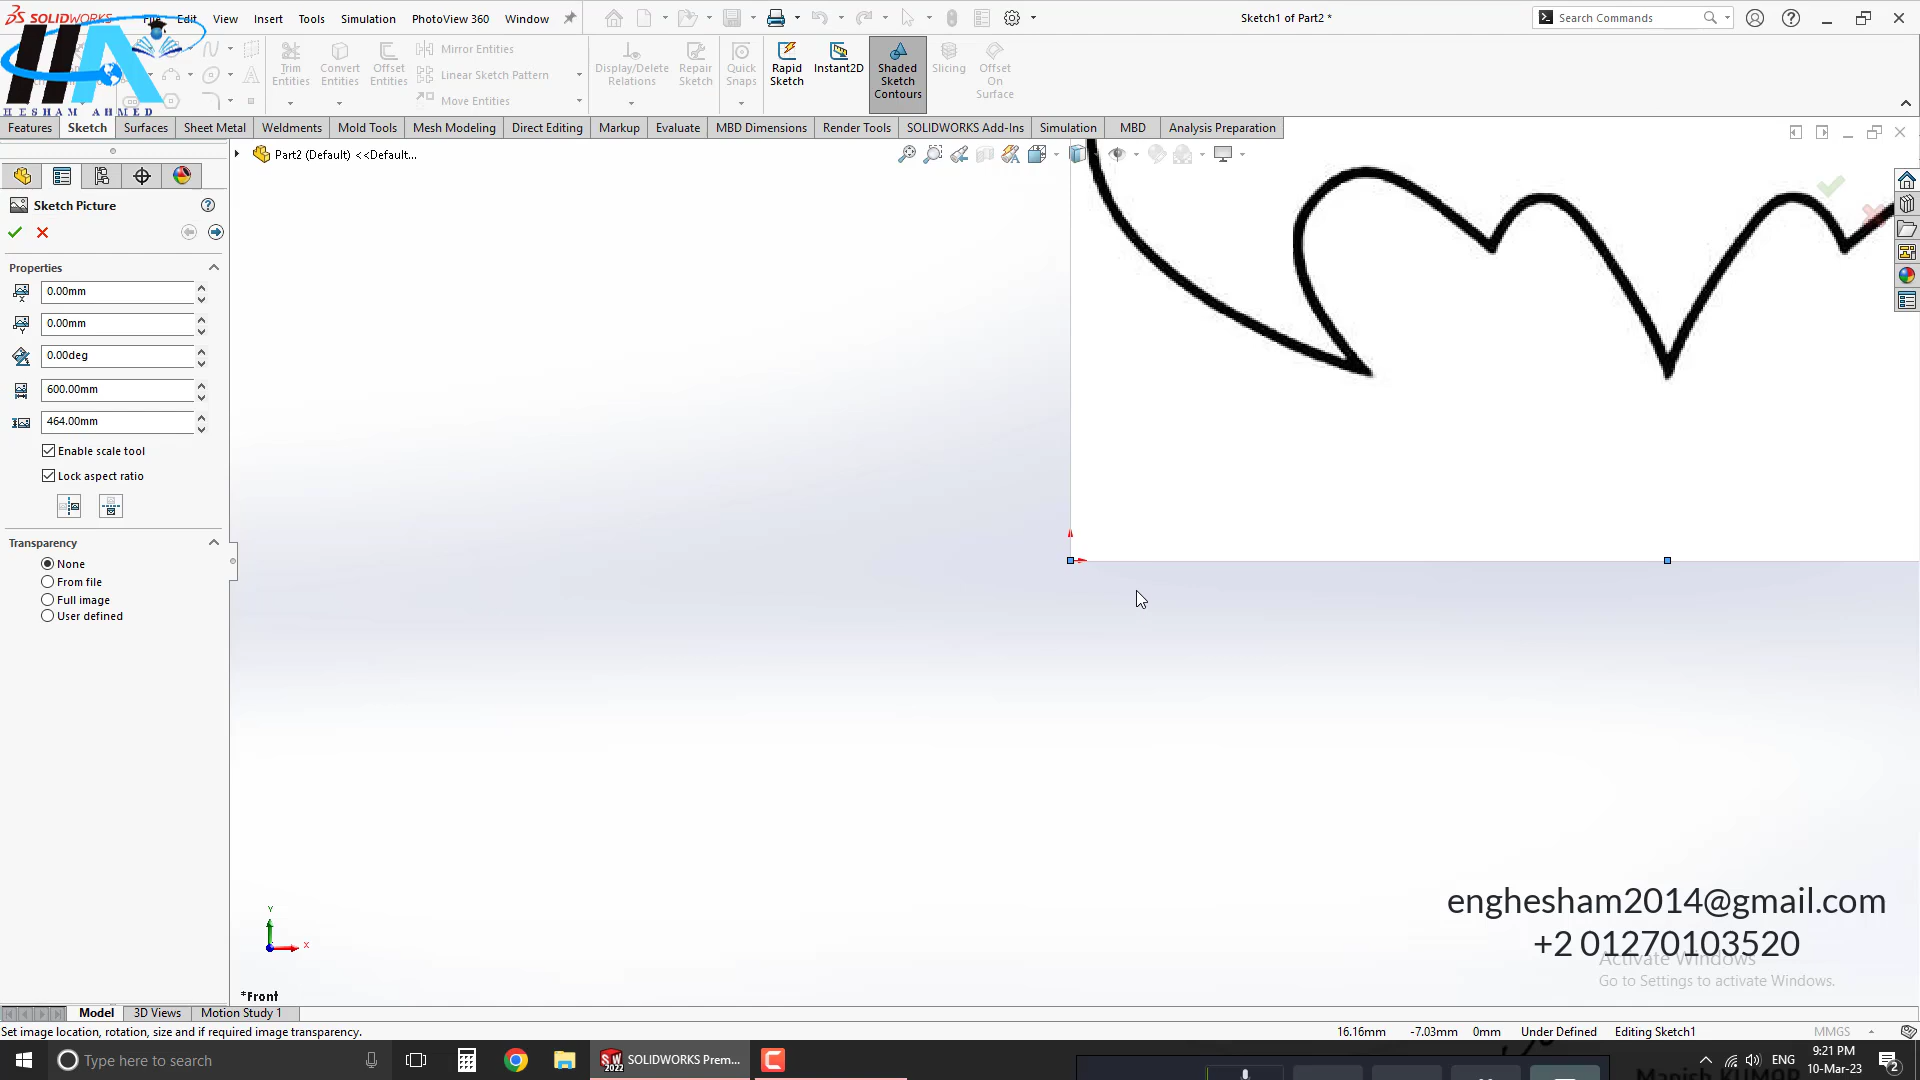 SOLIDWORKS File Edit View Insert Tools Simulation PhotoView 360 Window Sketch1 of Part2 * Search Commands
HESHAM AHMED
Trim Entities
Convert Entities
Offset Entities
Mirror Entities
Linear Sketch Pattern
Move Entities
Display/Delete Relations
Repair Sketch
Quick Snaps
Rapid Sketch
Instant2D
Shaded Sketch Contours
Slicing
Offset On Surface
Features Sketch Surfaces Sheet Metal Weldments Mold Tools Mesh Modeling Direct Editing Markup Evaluate MBD Dimensions Render Tools SOLIDWORKS Add-Ins Simulation MBD Analysis Preparation
Part2 (Default) <<Default...
Sketch Picture
Properties
0.00mm
0.00mm
0.00deg
600.00mm
464.00mm
Enable scale tool
Lock aspect ratio
Transparency
None
From file
Full image
User defined
Y
X
*Front
enghesham2014@gmail.com
+2 01270103520
Activate Windows
Go to Settings to activate Windows.
Model 3D Views Motion Study 1
Set image location, rotation, size and if required image transparency. 16.16mm -7.03mm 0mm Under Defined Editing Sketch1 MMGS
Type here to search
SW 2022 SOLIDWORKS Prem...
ENG
9:21 PM
10-Mar-23
2